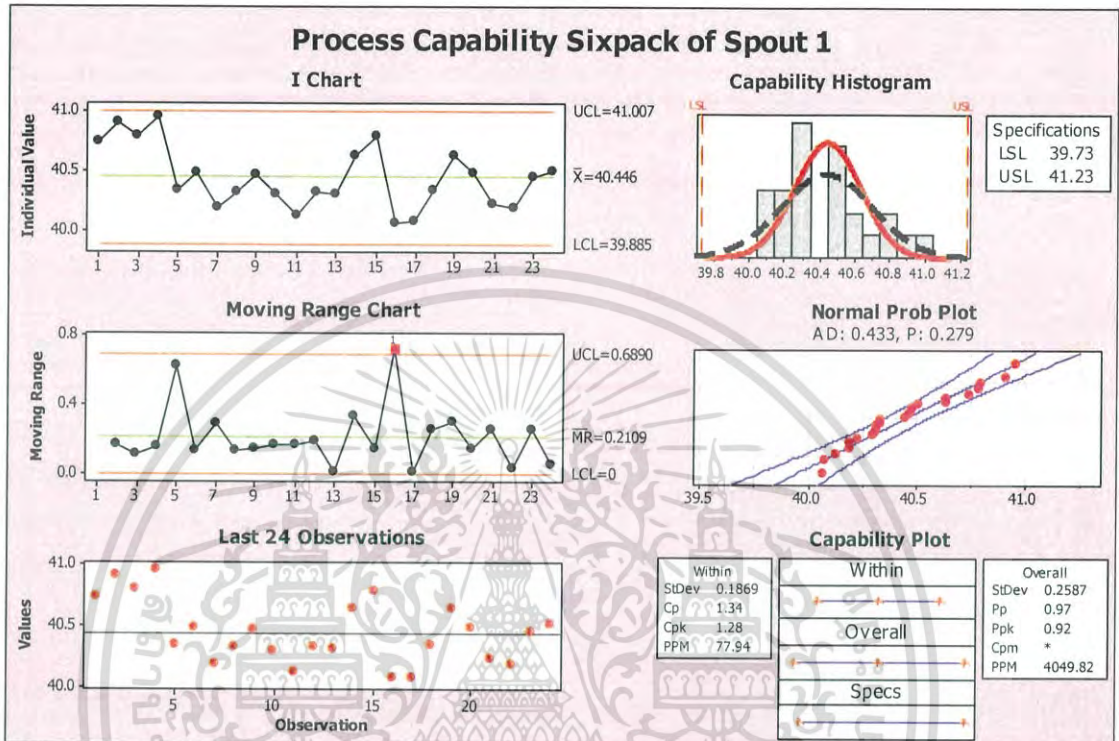 Process Capability Sixpack of Spout 1
I Chart
Individual Value
41.0
40.5
40.0
UCL=41.007
X̄=40.446
LCL=39.885
1 3 5 7 9 11 13 15 17 19 21 23
Capability Histogram
LSL USL
39.8 40.0 40.2 40.4 40.6 40.8 41.0 41.2
Specifications
LSL 39.73
USL 41.23
Moving Range Chart
Moving Range
0.8
0.4
0.0
1
UCL=0.6890
M̄R̄=0.2109
LCL=0
1 3 5 7 9 11 13 15 17 19 21 23
Normal Prob Plot
AD: 0.433, P: 0.279
39.5 40.0 40.5 41.0
Last 24 Observations
Values
41.0
40.5
40.0
5 10 15 20
Observation
Capability Plot
Within
StDev 0.1869
Cp 1.34
Cpk 1.28
PPM 77.94
Within
Overall
Specs
Overall
StDev 0.2587
Pp 0.97
Ppk 0.92
Cpm *
PPM 4049.82